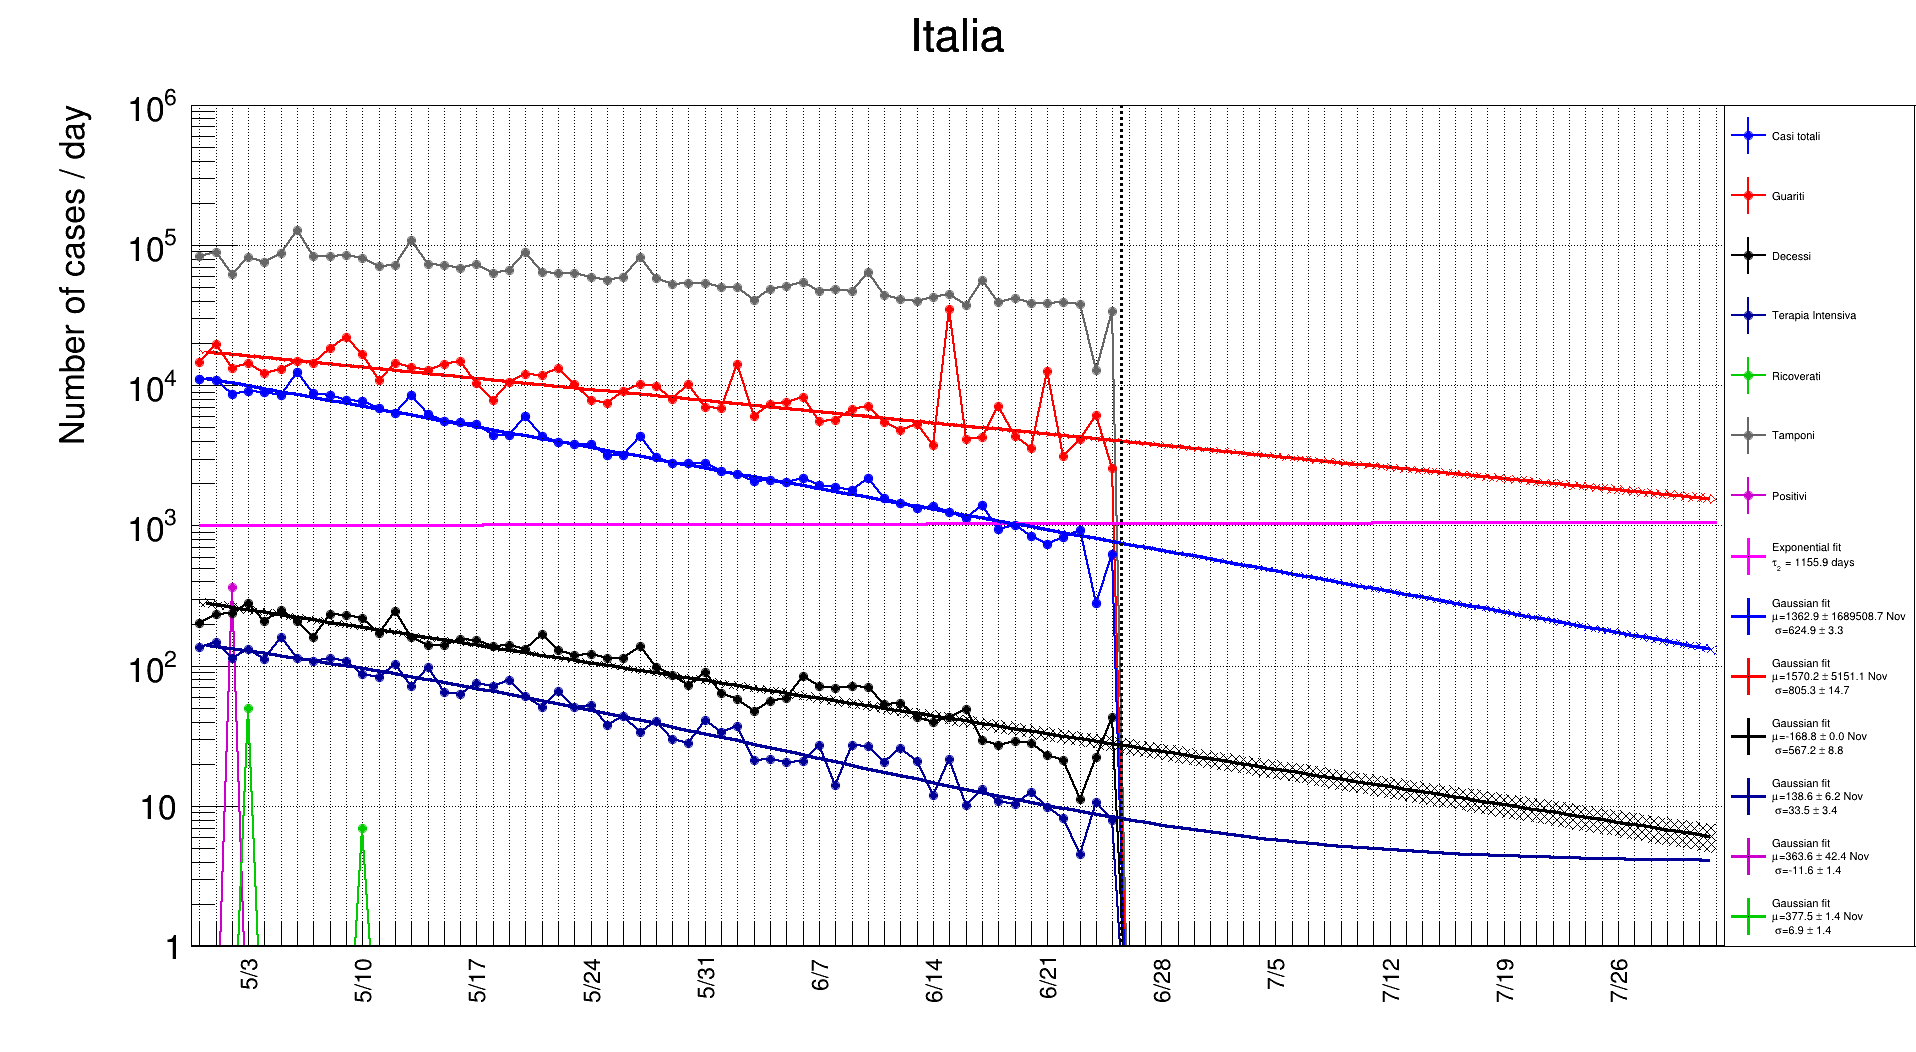 Italia
Number of cases / day
10^6
10^5
10^4
10^3
10^2
10
1
5/3
5/10
5/17
5/24
5/31
6/7
6/14
6/21
6/28
7/5
7/12
7/19
7/26
Casi totali
Guariti
Decessi
Terapia Intensiva
Ricoverati
Tamponi
Positivi
Exponential fit
τ_2 = 1155.9 days
Gaussian fit
μ=1362.9 ± 1689508.7 Nov
σ=624.9 ± 3.3
Gaussian fit
μ=1570.2 ± 5151.1 Nov
σ=805.3 ± 14.7
Gaussian fit
μ=-168.8 ± 0.0 Nov
σ=567.2 ± 8.8
Gaussian fit
μ=138.6 ± 6.2 Nov
σ=33.5 ± 3.4
Gaussian fit
μ=363.6 ± 42.4 Nov
σ=-11.6 ± 1.4
Gaussian fit
μ=377.5 ± 1.4 Nov
σ=6.9 ± 1.4